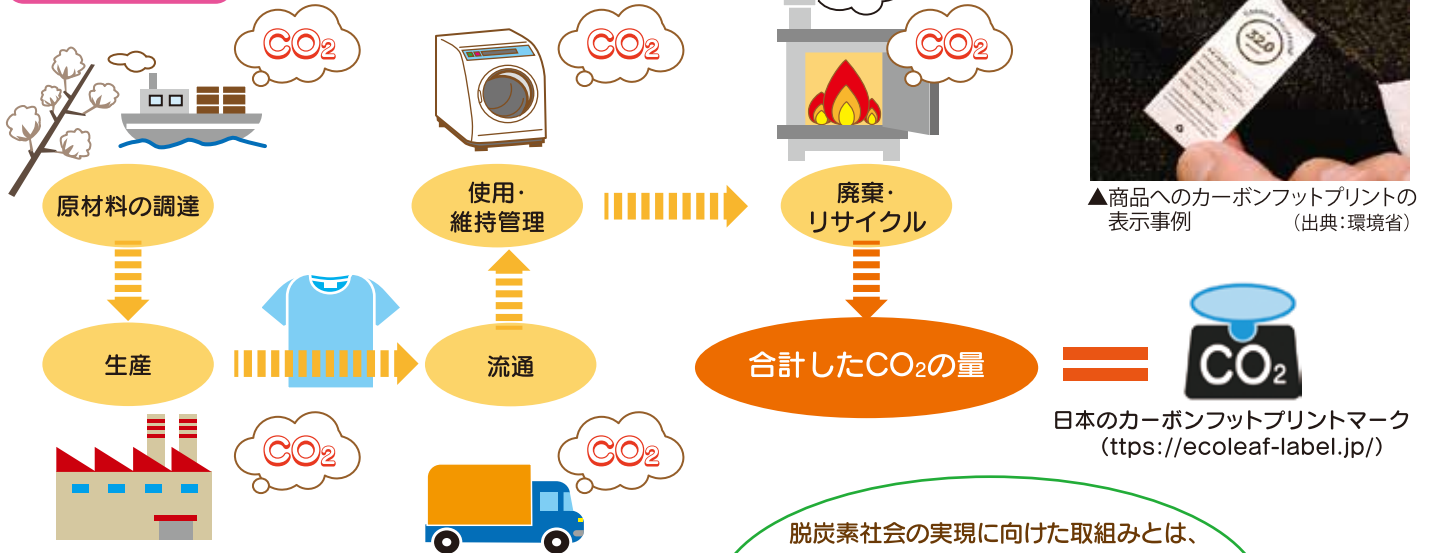 CO2
CO2
CO2
320
原材料の調達
使用・
維持管理
廃棄・
リサイクル
▲商品へのカーボンフットプリントの
表示事例 （出典：環境省）
生産
流通
合計したCO2の量
CO2
日本のカーボンフットプリントマーク
（ttps://ecoleaf-label.jp/）
CO2
CO2
脱炭素社会の実現に向けた取組みとは、